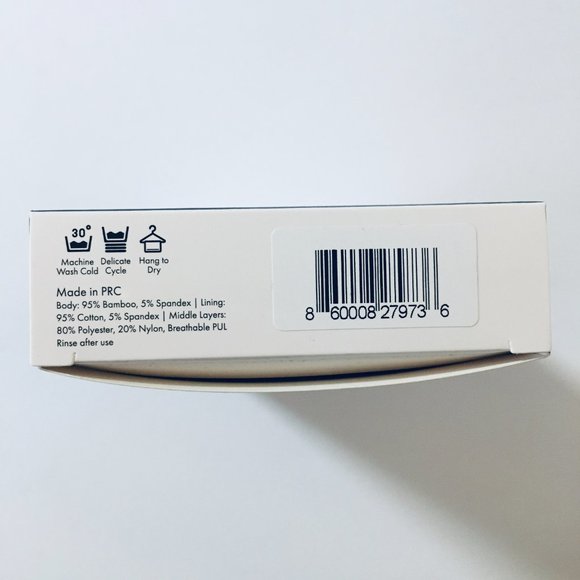 30°
Machine Wash Cold
Delicate Cycle
Hang to Dry
Made in PRC
Body: 95% Bamboo, 5% Spandex | Lining:
95% Cotton, 5% Spandex | Middle Layers:
80% Polyester, 20% Nylon, Breathable PUL
Rinse after use
8 60008 27973 6